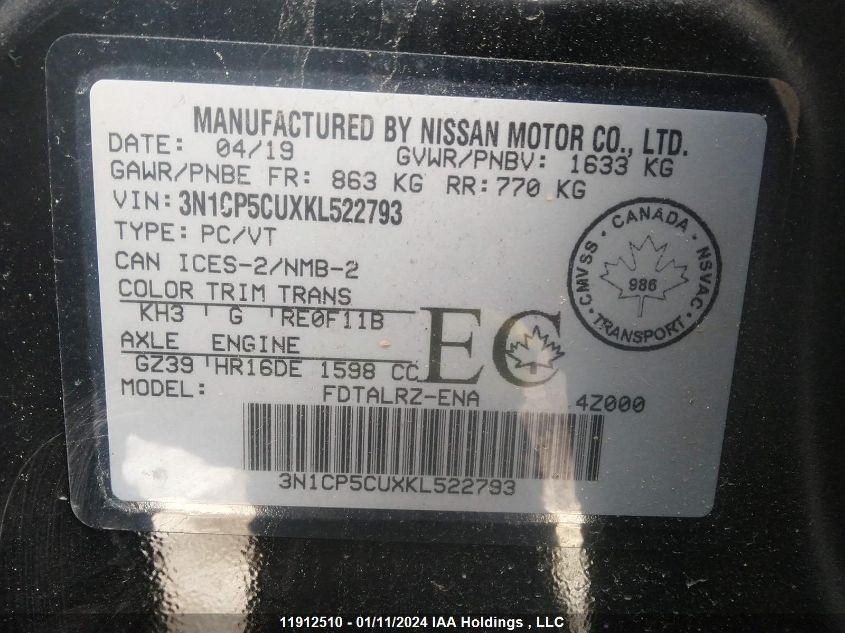 MANUFACTURED BY NISSAN MOTOR CO., LTD.
DATE: 04/19 GVWR/PNBV: 1633 KG
GAWR/PNBE FR: 863 KG RR: 770 KG
VIN: 3N1CP5CUXKL522793
TYPE: PC/VT
CAN ICES-2/NMB-2
COLOR TRIM TRANS
KH3 G RE0F11B
AXLE ENGINE
GZ39 HR16DE 1598 CC
EC
MODEL: FDTALRZ-ENA 4Z000
3N1CP5CUXKL522793
CANADA
CMVSS
NSVAC
986
TRANSPORT
11912510 - 01/11/2024 IAA Holdings , LLC